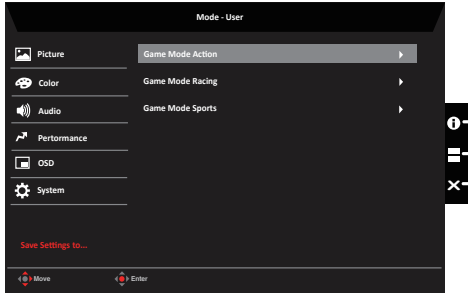 Mode - User
Picture
Game Mode Action
Color
Game Mode Racing
Audio
Game Mode Sports
Pertormance
OSD
System
Save Settings to...
Move
Enter